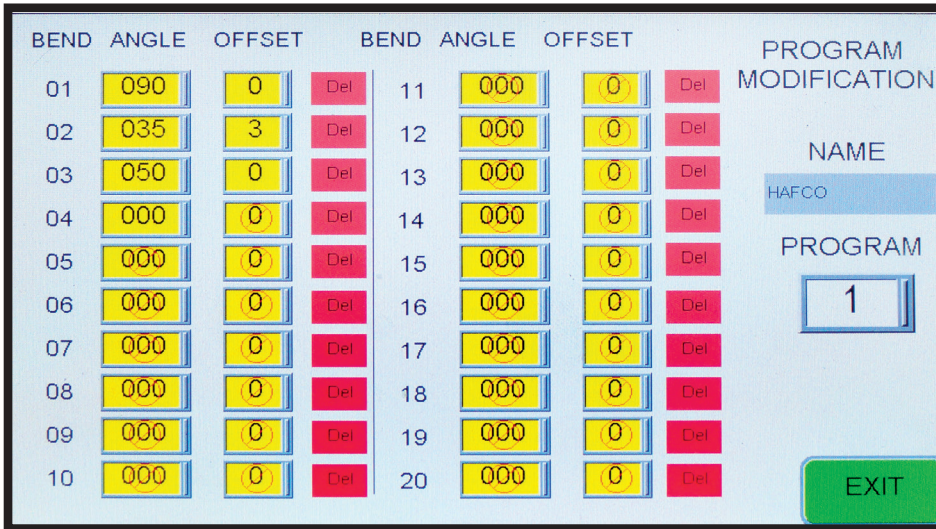 BEND ANGLE OFFSET BEND ANGLE OFFSET
PROGRAM
MODIFICATION
01 090 0 Del 11 000 0 Del
02 035 3 Del 12 000 0 Del
03 050 0 Del 13 000 0 Del
04 000 0 Del 14 000 0 Del
05 000 0 Del 15 000 0 Del
06 000 0 Del 16 000 0 Del
07 000 0 Del 17 000 0 Del
08 000 0 Del 18 000 0 Del
09 000 0 Del 19 000 0 Del
10 000 0 Del 20 000 0 Del
NAME
HAFCO
PROGRAM
1
EXIT